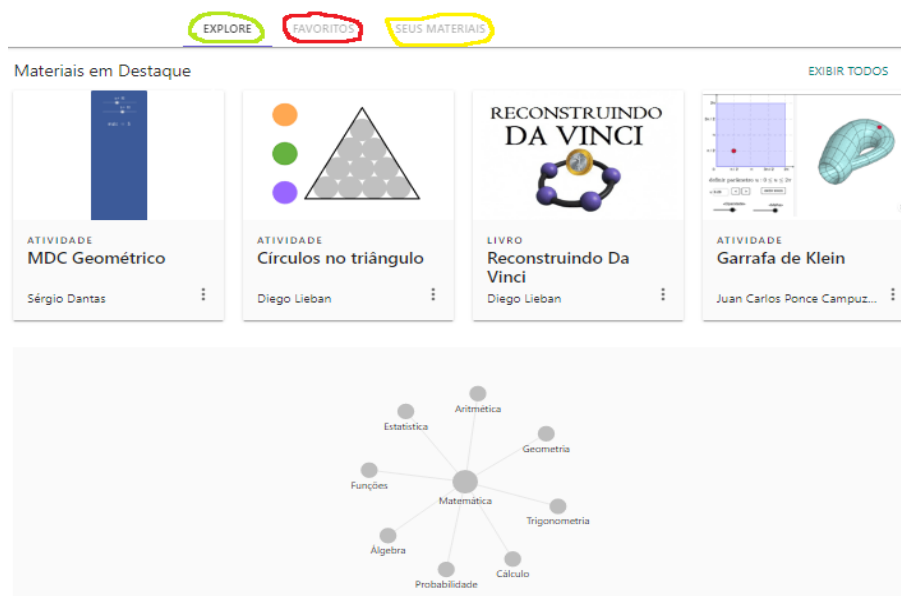 EXPLORE
FAVORITOS
SEUS MATERIAIS
Materiais em Destaque
EXIBIR TODOS
RECONSTRUINDO
DA VINCI
ATIVIDADE
MDC Geométrico
Sérgio Dantas
ATIVIDADE
Círculos no triângulo
Diego Lieban
LIVRO
Reconstruindo Da
Vinci
Diego Lieban
ATIVIDADE
Garrafa de Klein
Juan Carlos Ponce Campuz...
Aritmética
Estatística
Geometria
Funções
Matemática
Trigonometria
Álgebra
Cálculo
Probabilidade